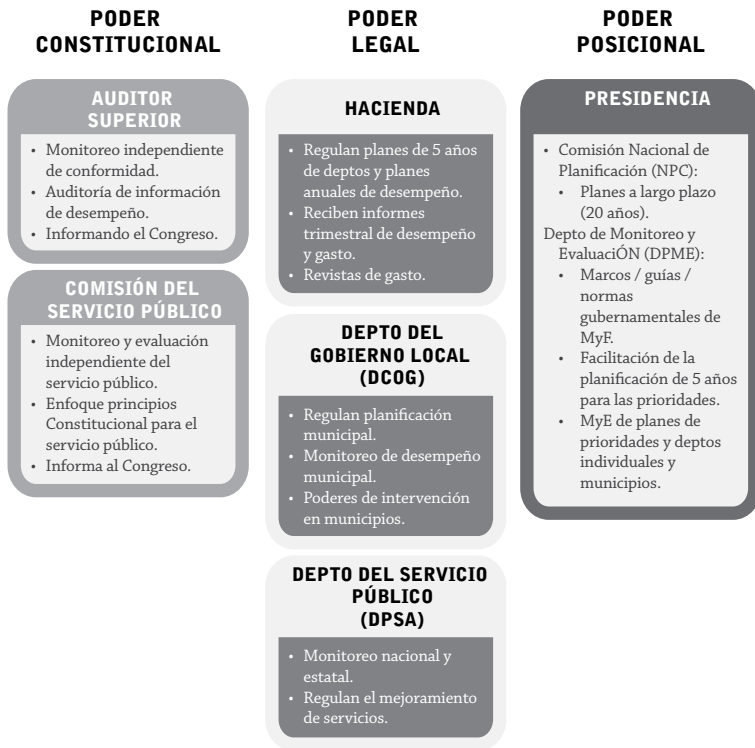 PODER
CONSTITUCIONAL
AUDITOR
SUPERIOR
• Monitoreo independiente
de conformidad.
• Auditoría de información
de desempeño.
• Informando el Congreso.
COMISIÓN DEL
SERVICIO PÚBLICO
• Monitoreo y evaluación
independiente del
servicio público.
• Enfoque principios
Constitucional para el
servicio público.
• Informa al Congreso.
PODER
LEGAL
HACIENDA
• Regulan planes de 5 años
de deptos y planes
anuales de desempeño.
• Reciben informes
trimestral de desempeño
y gasto.
• Revistas de gasto.
DEPTO DEL
GOBIERNO LOCAL
(DCOG)
• Regulan planificación
municipal.
• Monitoreo de desempeño
municipal.
• Poderes de intervención
en municipios.
DEPTO DEL SERVICIO
PÚBLICO
(DPSA)
• Monitoreo nacional y
estatal.
• Regulan el mejoramiento
de servicios.
PODER
POSICIONAL
PRESIDENCIA
• Comisión Nacional de
Planificación (NPC):
• Planes a largo plazo
(20 años).
Depto de Monitoreo y
EvaluaciÓN (DPME):
• Marcos / guías /
normas
gubernamentales de
MyF.
• Facilitación de la
planificación de 5 años
para las prioridades.
• MyE de planes de
prioridades y deptos
individuales y
municipios.